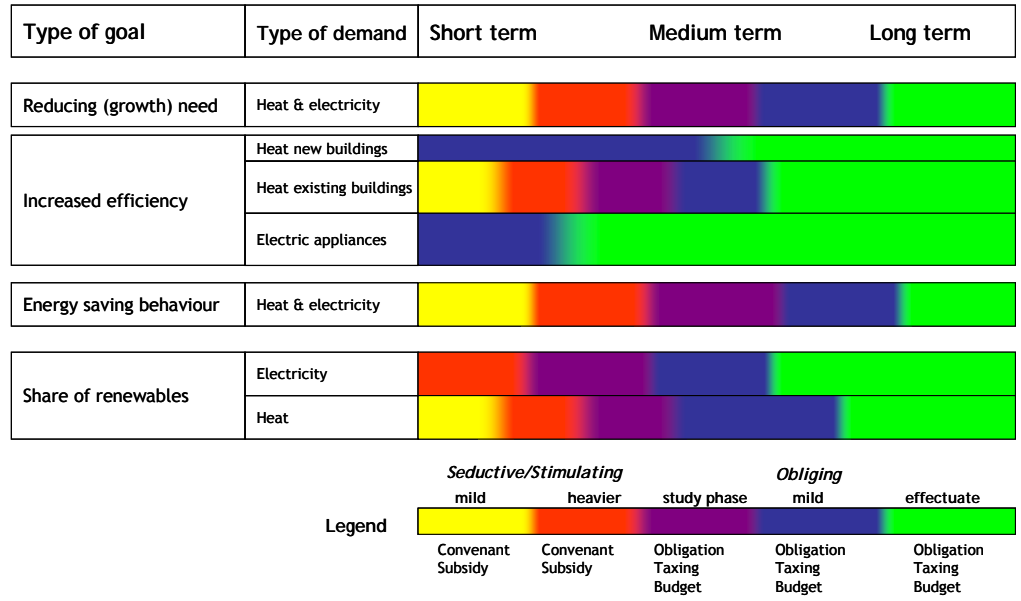 Type of goal Type of demand Short term Medium term Long term
Reducing (growth) need Heat & electricity
Increased efficiency
Heat new buildings
Heat existing buildings
Electric appliances
Energy saving behaviour Heat & electricity
Share of renewables
Electricity
Heat
Seductive/Stimulating Obliging
mild heavier study phase mild effectuate
Legend
Convenant Convenant Obligation Obligation Obligation
Subsidy Subsidy Taxing Taxing Taxing
Budget Budget Budget